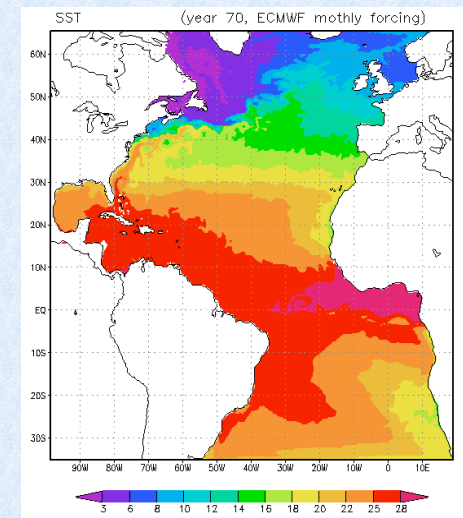 SST (year 70, ECMWF mothly forcing)
60N
50N
40N
30N
20N
10N
EQ
10S
20S
30S
90W 80W 70W 60W 50W 40W 30W 20W 10W 0 10E
3 6 8 10 12 14 16 18 20 22 25 28